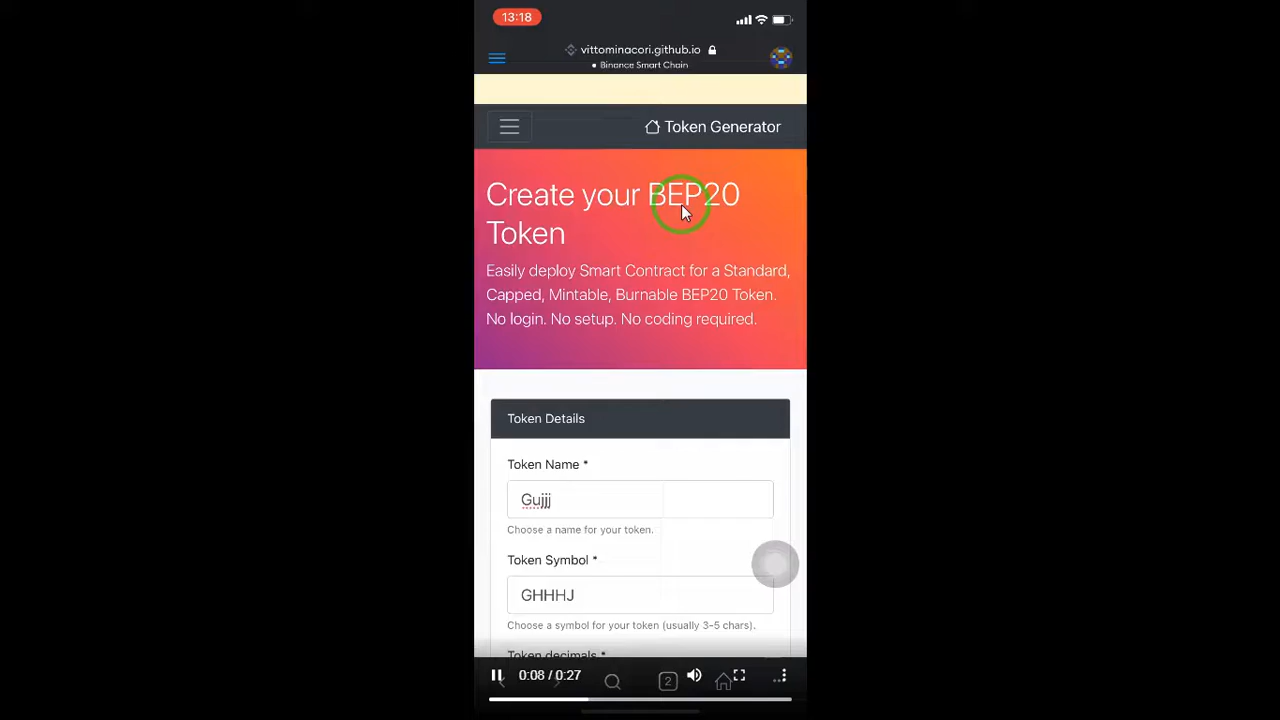 13:18
vittominacori.github.io
Binance Smart Chain
Token Generator
Create your BEP20
Token
Easily deploy Smart Contract for a Standard,
Capped, Mintable, Burnable BEP20 Token.
No login. No setup. No coding required.
Token Details
Token Name *
Gujjj
Choose a name for your token.
Token Symbol *
GHHHJ
Choose a symbol for your token (usually 3-5 chars).
Token decimals *
0:08 / 0:27
2